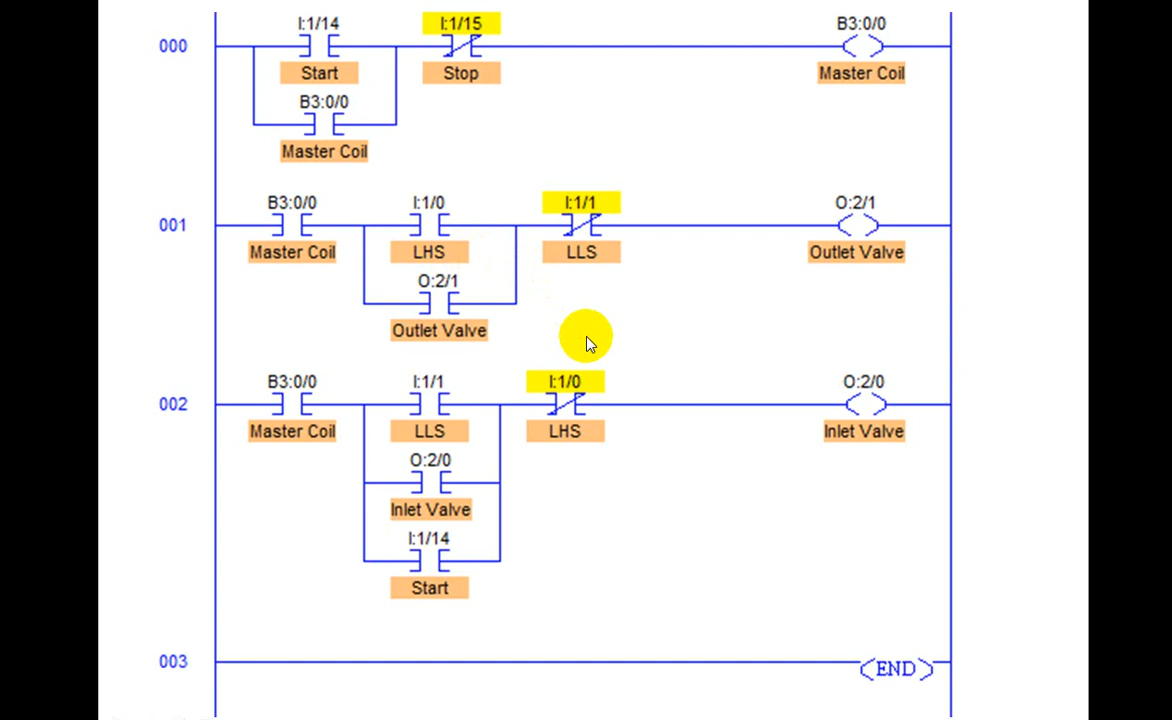 I:1/14 I:1/15 B3:0/0
000
Start Stop Master Coil
B3:0/0
Master Coil
B3:0/0 I:1/0 I:1/1 O:2/1
001
Master Coil LHS LLS Outlet Valve
O:2/1
Outlet Valve
B3:0/0 I:1/1 I:1/0 O:2/0
002
Master Coil LLS LHS Inlet Valve
O:2/0
Inlet Valve
I:1/14
Start
003
END